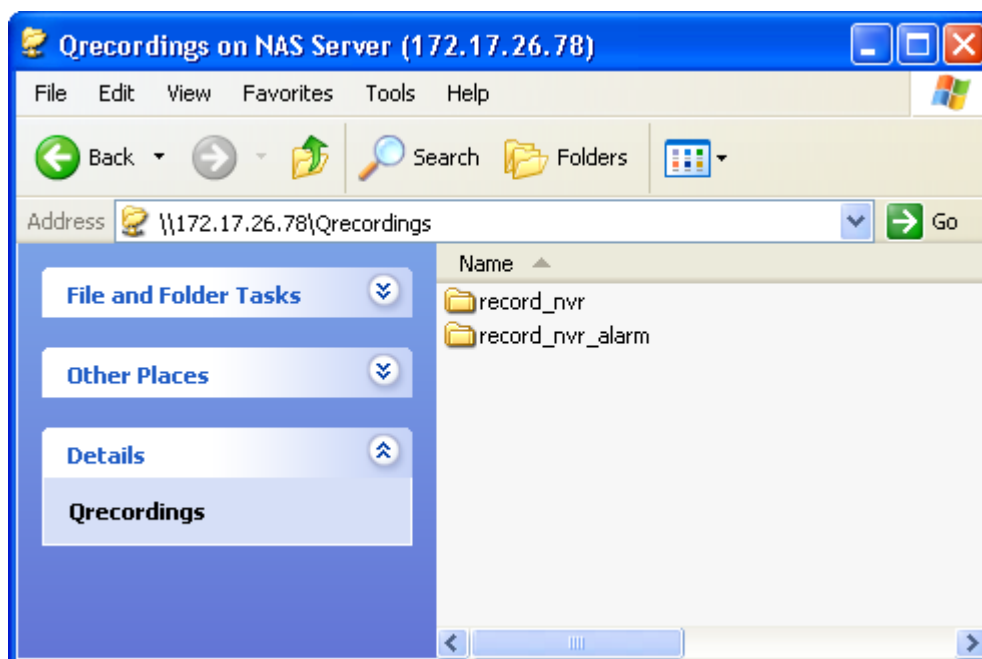 Qrecordings on NAS Server (172.17.26.78)
File Edit View Favorites Tools Help
Back Search Folders
Address \\172.17.26.78\Qrecordings Go
Name
File and Folder Tasks
record_nvr
record_nvr_alarm
Other Places
Details
Qrecordings